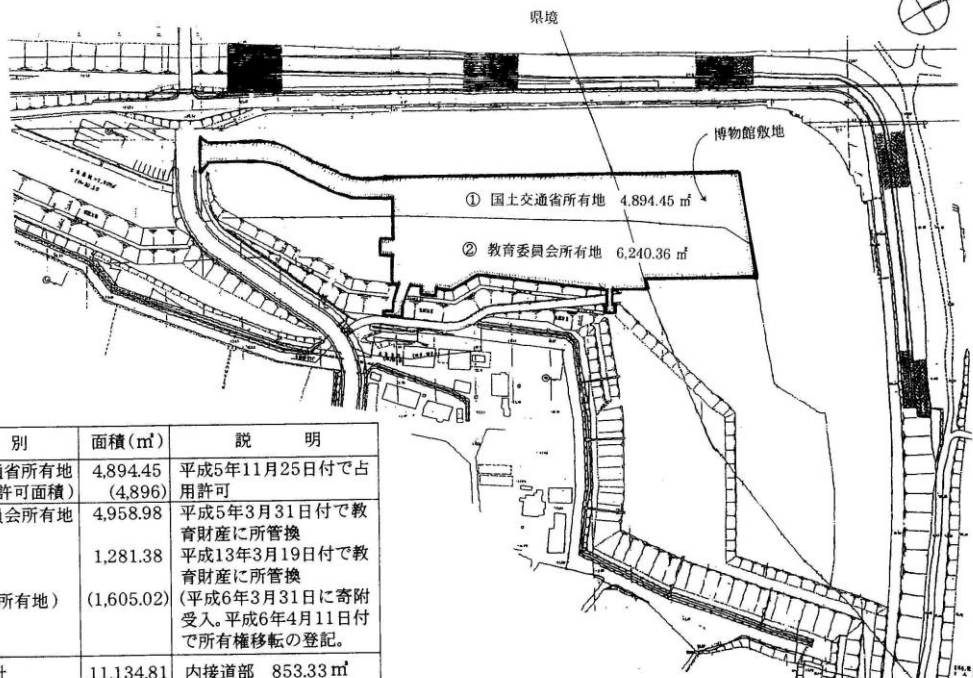 県境
博物館敷地
① 国土交通省所有地 4,894.45 ㎡
② 教育委員会所有地 6,240.36 ㎡
別 面積(㎡) 説 明
省所有地 4,894.45 平成5年11月25日付で占
許可面積) (4,896) 用許可
会所有地 4,958.98 平成5年3月31日付で教
育財産に所管換
1,281.38 平成13年3月19日付で教
育財産に所管換
所有地) (1,605.02) (平成6年3月31日に寄附
受入。平成6年4月11日付
で所有権移転の登記。
計 11,134.81 内接道部 853.33㎡